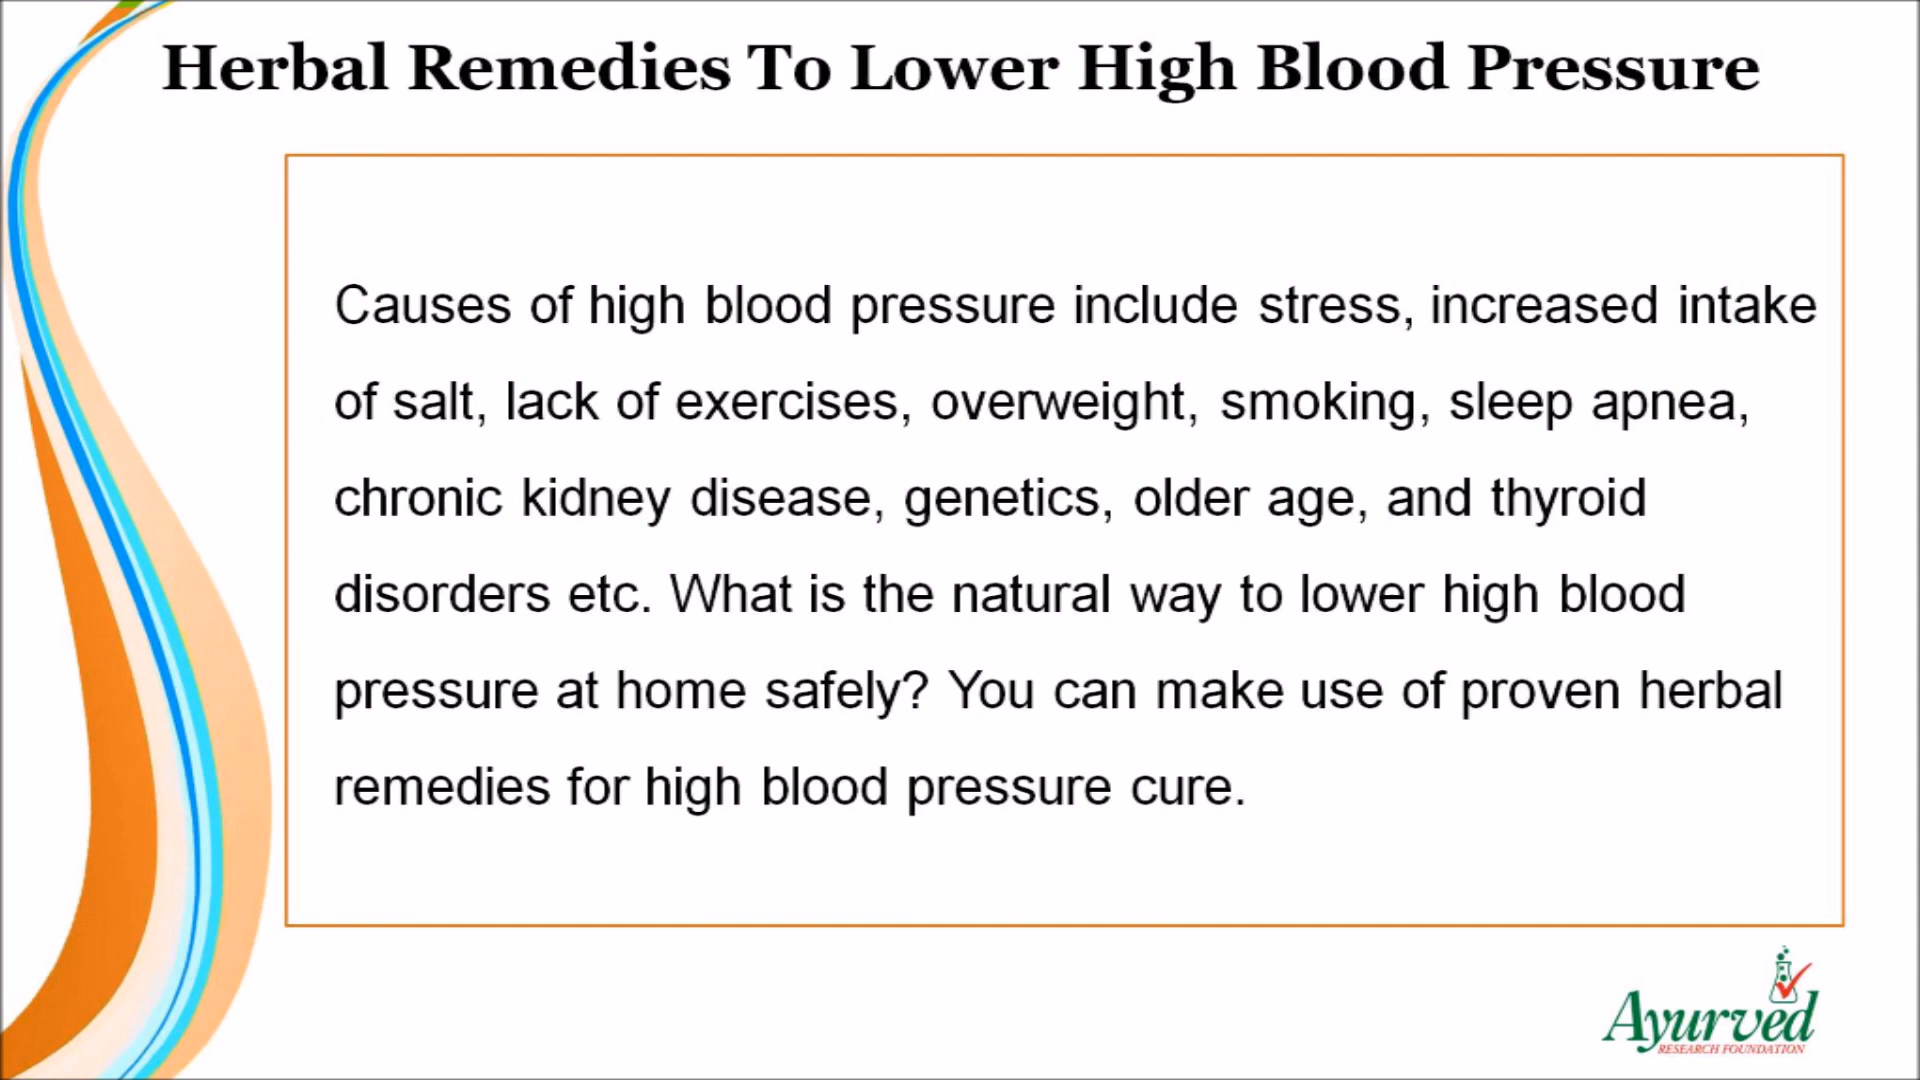 Herbal Remedies To Lower High Blood Pressure
Causes of high blood pressure include stress, increased intake
of salt, lack of exercises, overweight, smoking, sleep apnea,
chronic kidney disease, genetics, older age, and thyroid
disorders etc. What is the natural way to lower high blood
pressure at home safely? You can make use of proven herbal
remedies for high blood pressure cure.
Ayurved
RESEARCH FOUNDATION